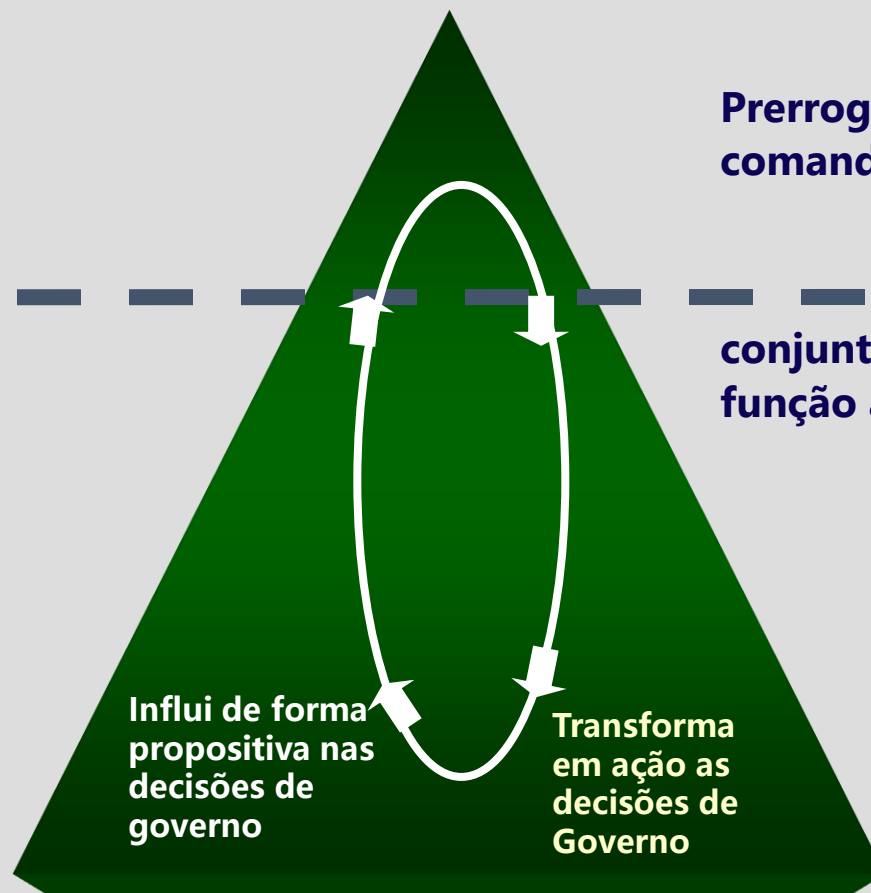 Prerrog
comand
conjunt
função
Influi de forma
propositiva nas
decisões de
governo
Transforma
em ação as
decisões de
Governo